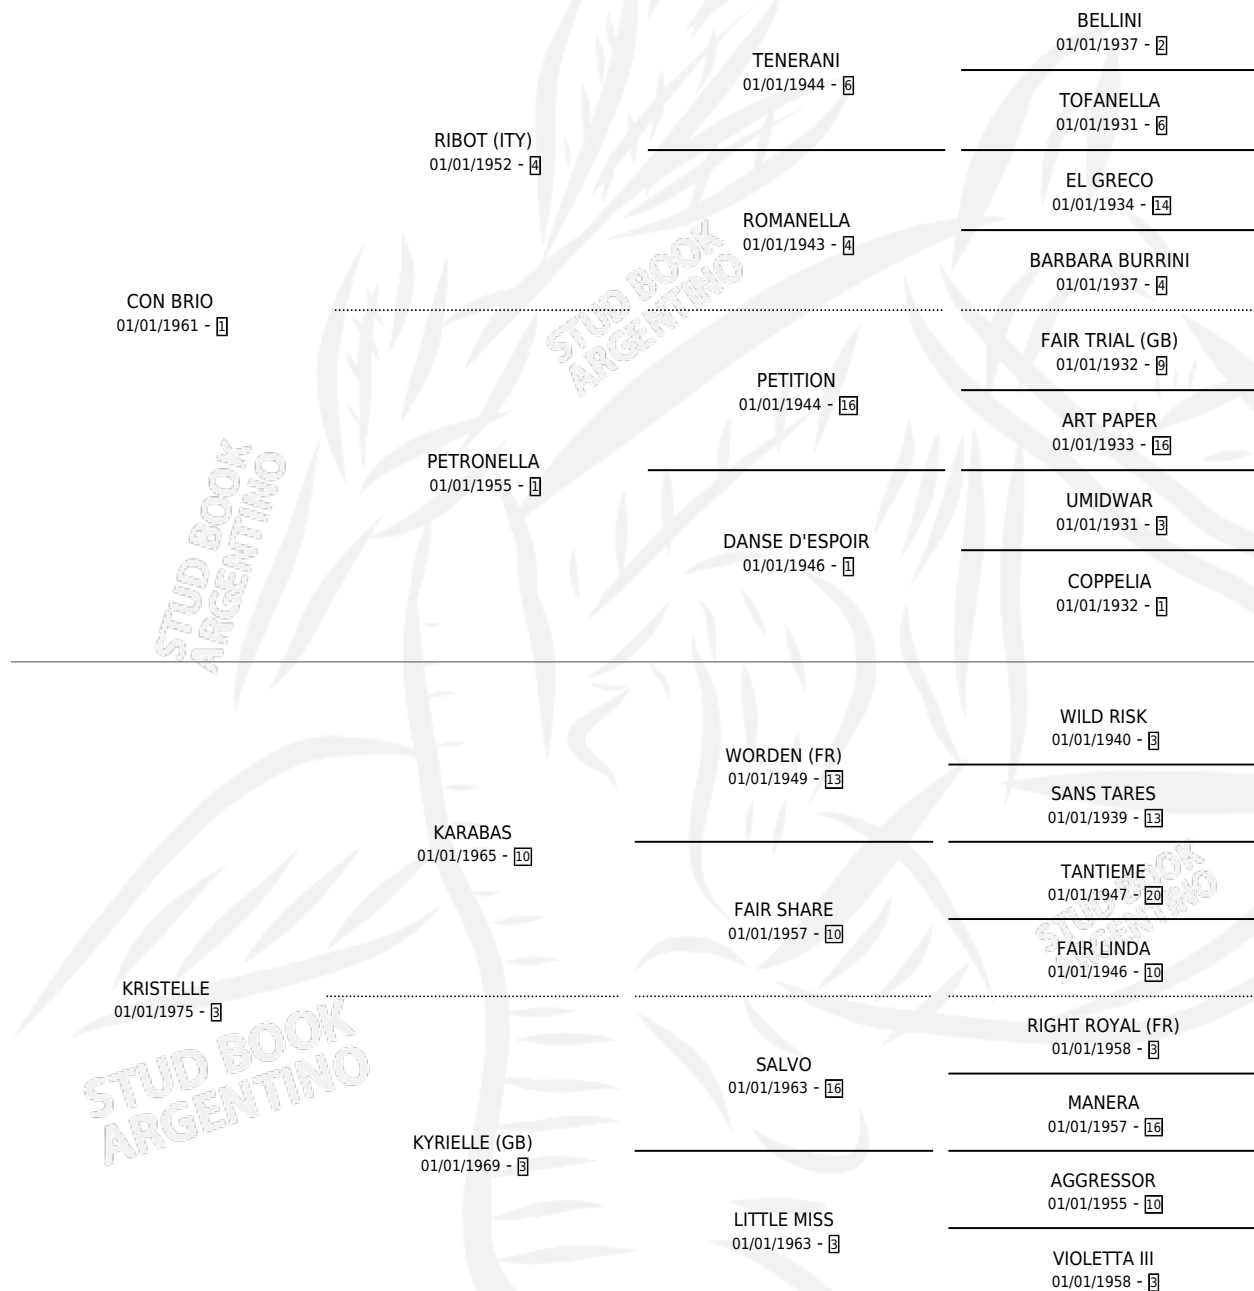 BELLINI
01/01/1937 - 2
TENERANI
01/01/1944 - 6
TOFANELLA
01/01/1931 - 6
RIBOT (ITY)
01/01/1952 - 4
EL GRECO
01/01/1934 - 14
ROMANELLA
01/01/1943 - 4
BARBARA BURRINI
01/01/1937 - 4
CON BRIO
01/01/1961 - 1
FAIR TRIAL (GB)
01/01/1932 - 9
PETITION
01/01/1944 - 16
ART PAPER
01/01/1933 - 16
PETRONELLA
01/01/1955 - 1
UMIDWAR
01/01/1931 - 3
DANSE D'ESPOIR
01/01/1946 - 1
COPPELIA
01/01/1932 - 1
WILD RISK
01/01/1940 - 3
WORDEN (FR)
01/01/1949 - 13
SANS TARES
01/01/1939 - 13
KARABAS
01/01/1965 - 10
TANTIEME
01/01/1947 - 20
FAIR SHARE
01/01/1957 - 10
FAIR LINDA
01/01/1946 - 10
KRISTELLE
01/01/1975 - 3
RIGHT ROYAL (FR)
01/01/1958 - 3
SALVO
01/01/1963 - 16
MANERA
01/01/1957 - 16
KYRIELLE (GB)
01/01/1969 - 3
AGGRESSOR
01/01/1955 - 10
LITTLE MISS
01/01/1963 - 3
VIOLETTA III
01/01/1958 - 3
STUD BOOK
ARGENTINO
STUD BOOK
ARGENTINO
STUD BOOK
ARGENTINO
STUD BOOK
ARGENTINO